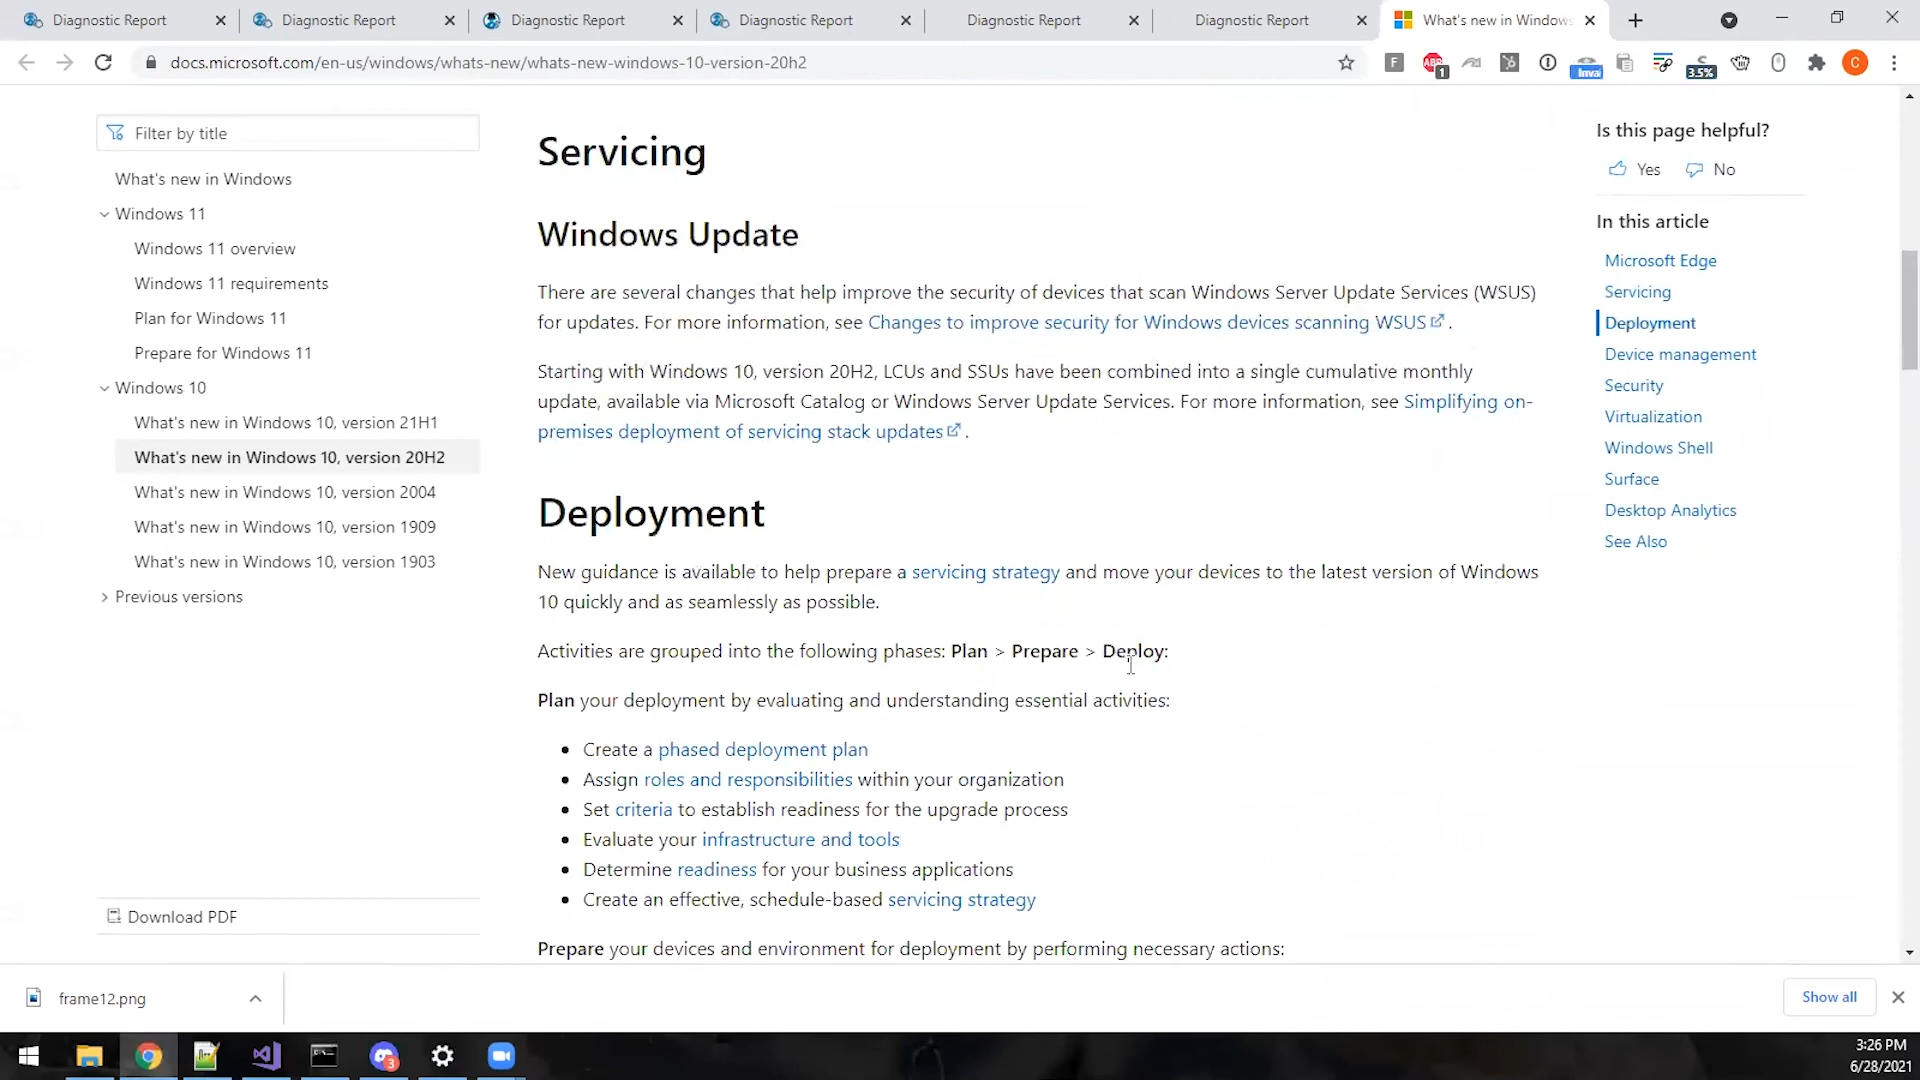 Diagnostic Report
Diagnostic Report
Diagnostic Report
Diagnostic Report
Diagnostic Report
Diagnostic Report
What's new in Windows
docs.microsoft.com/en-us/windows/whats-new/whats-new-windows-10-version-20h2
F
ABP
1
Invai
3.5%
C
Filter by title
What's new in Windows
Windows 11
Windows 11 overview
Windows 11 requirements
Plan for Windows 11
Prepare for Windows 11
Windows 10
What's new in Windows 10, version 21H1
What's new in Windows 10, version 20H2
What's new in Windows 10, version 2004
What's new in Windows 10, version 1909
What's new in Windows 10, version 1903
Previous versions
Download PDF
Servicing
Windows Update
There are several changes that help improve the security of devices that scan Windows Server Update Services (WSUS)
for updates. For more information, see Changes to improve security for Windows devices scanning WSUS .
Starting with Windows 10, version 20H2, LCUs and SSUs have been combined into a single cumulative monthly
update, available via Microsoft Catalog or Windows Server Update Services. For more information, see Simplifying on-
premises deployment of servicing stack updates .
Deployment
New guidance is available to help prepare a servicing strategy and move your devices to the latest version of Windows
10 quickly and as seamlessly as possible.
Activities are grouped into the following phases: Plan > Prepare > Deploy:
Plan your deployment by evaluating and understanding essential activities:
• Create a phased deployment plan
• Assign roles and responsibilities within your organization
• Set criteria to establish readiness for the upgrade process
• Evaluate your infrastructure and tools
• Determine readiness for your business applications
• Create an effective, schedule-based servicing strategy
Prepare your devices and environment for deployment by performing necessary actions:
Is this page helpful?
Yes No
In this article
Microsoft Edge
Servicing
Deployment
Device management
Security
Virtualization
Windows Shell
Surface
Desktop Analytics
See Also
frame12.png
Show all
3
3:26 PM
6/28/2021